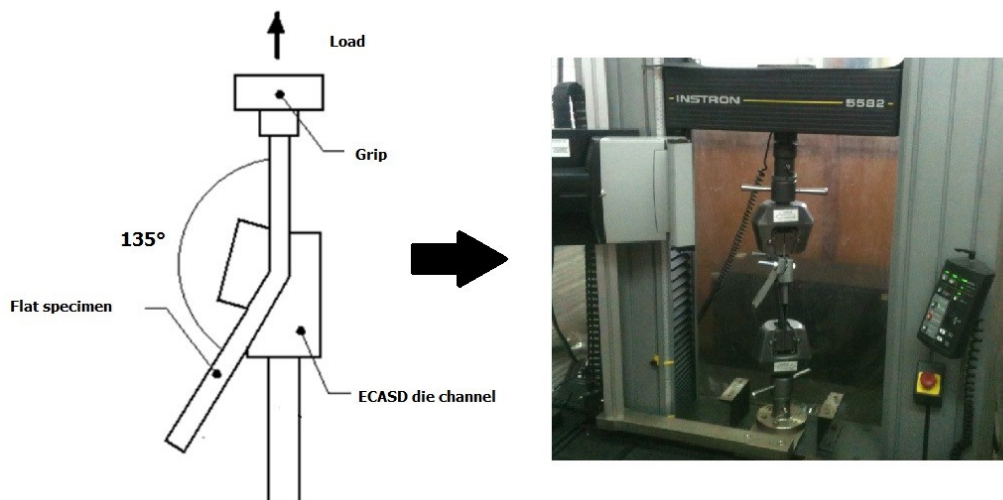 Load
Grip
135°
Flat specimen
ECASD die channel
INSTRON 5582